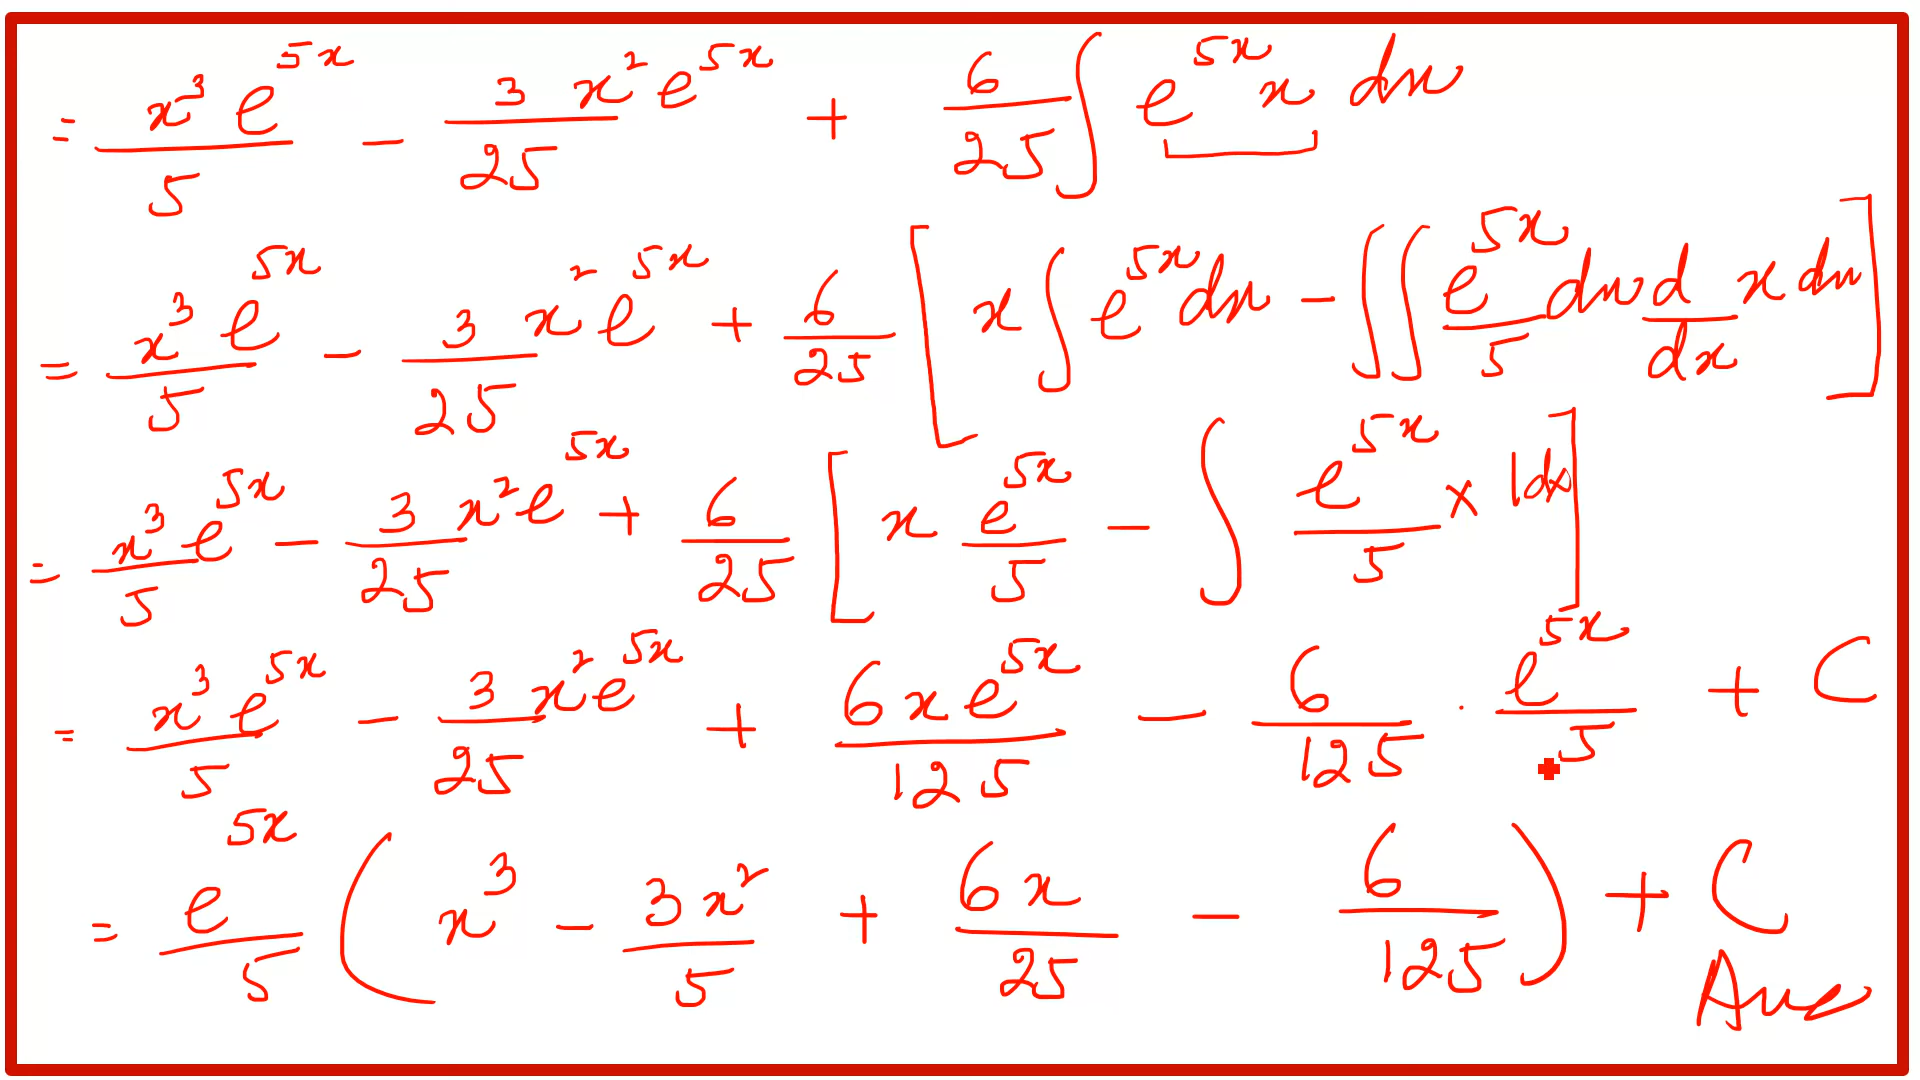 = x³e^{5x}/5 − 3/25 x²e^{5x} + 6/25 ∫ e^{5x} x dx
= x³e^{5x}/5 − 3/25 x²e^{5x} + 6/25 [ x ∫ e^{5x} dx − ∫∫ e^{5x}/5 dx d/dx x dx ]
= x³e^{5x}/5 − 3/25 x²e^{5x} + 6/25 [ x e^{5x}/5 − ∫ e^{5x}/5 × 1dx ]
= x³e^{5x}/5 − 3/25 x²e^{5x} + 6xe^{5x}/125 − 6/125 · e^{5x}/5 + C
= e^{5x}/5 ( x³ − 3x²/5 + 6x/25 − 6/125 ) + C
Ans